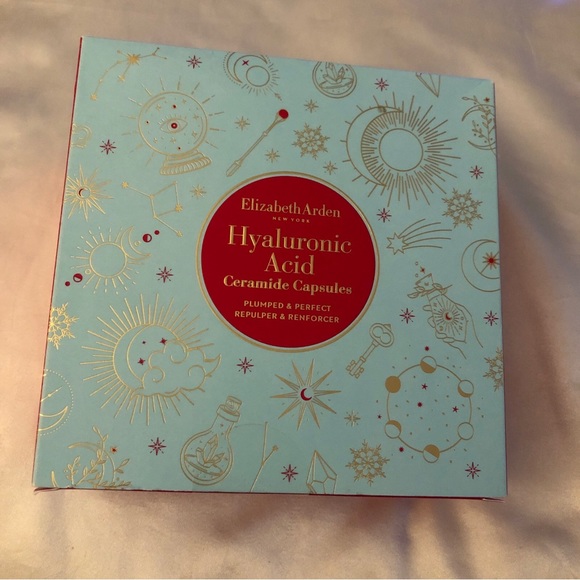 Elizabeth Arden
NEW YORK
Hyaluronic
Acid
Ceramide Capsules
PLUMPED & PERFECT
REPULPER & RENFORCER